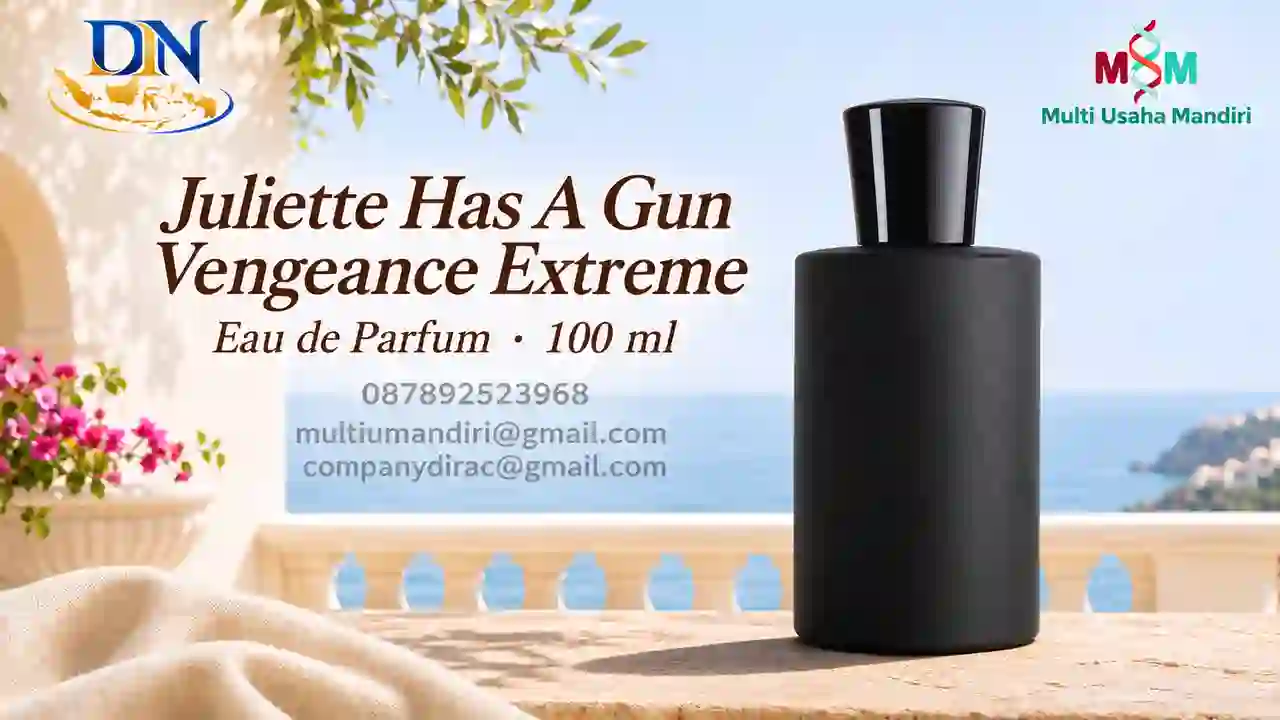 DN
MSM
Multi Usaha Mandiri
Juliette Has A Gun
Vengeance Extreme
Eau de Parfum · 100 ml
087892523968
multiumandiri@gmail.com
companydirac@gmail.com